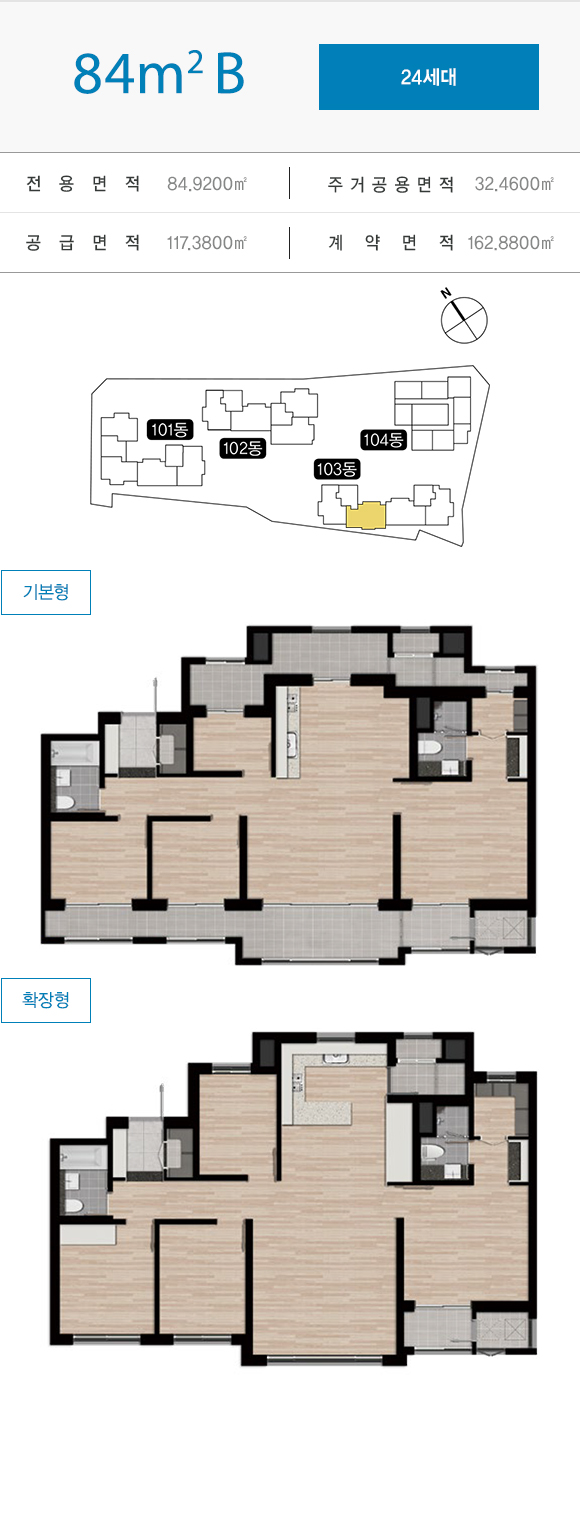 84m² B
24세대
전용면적 84.9200㎡
주거공용면적 32.4600㎡
공급면적 117.3800㎡
계약면적 162.8800㎡
N
101동
102동
104동
103동
기본형
확장형